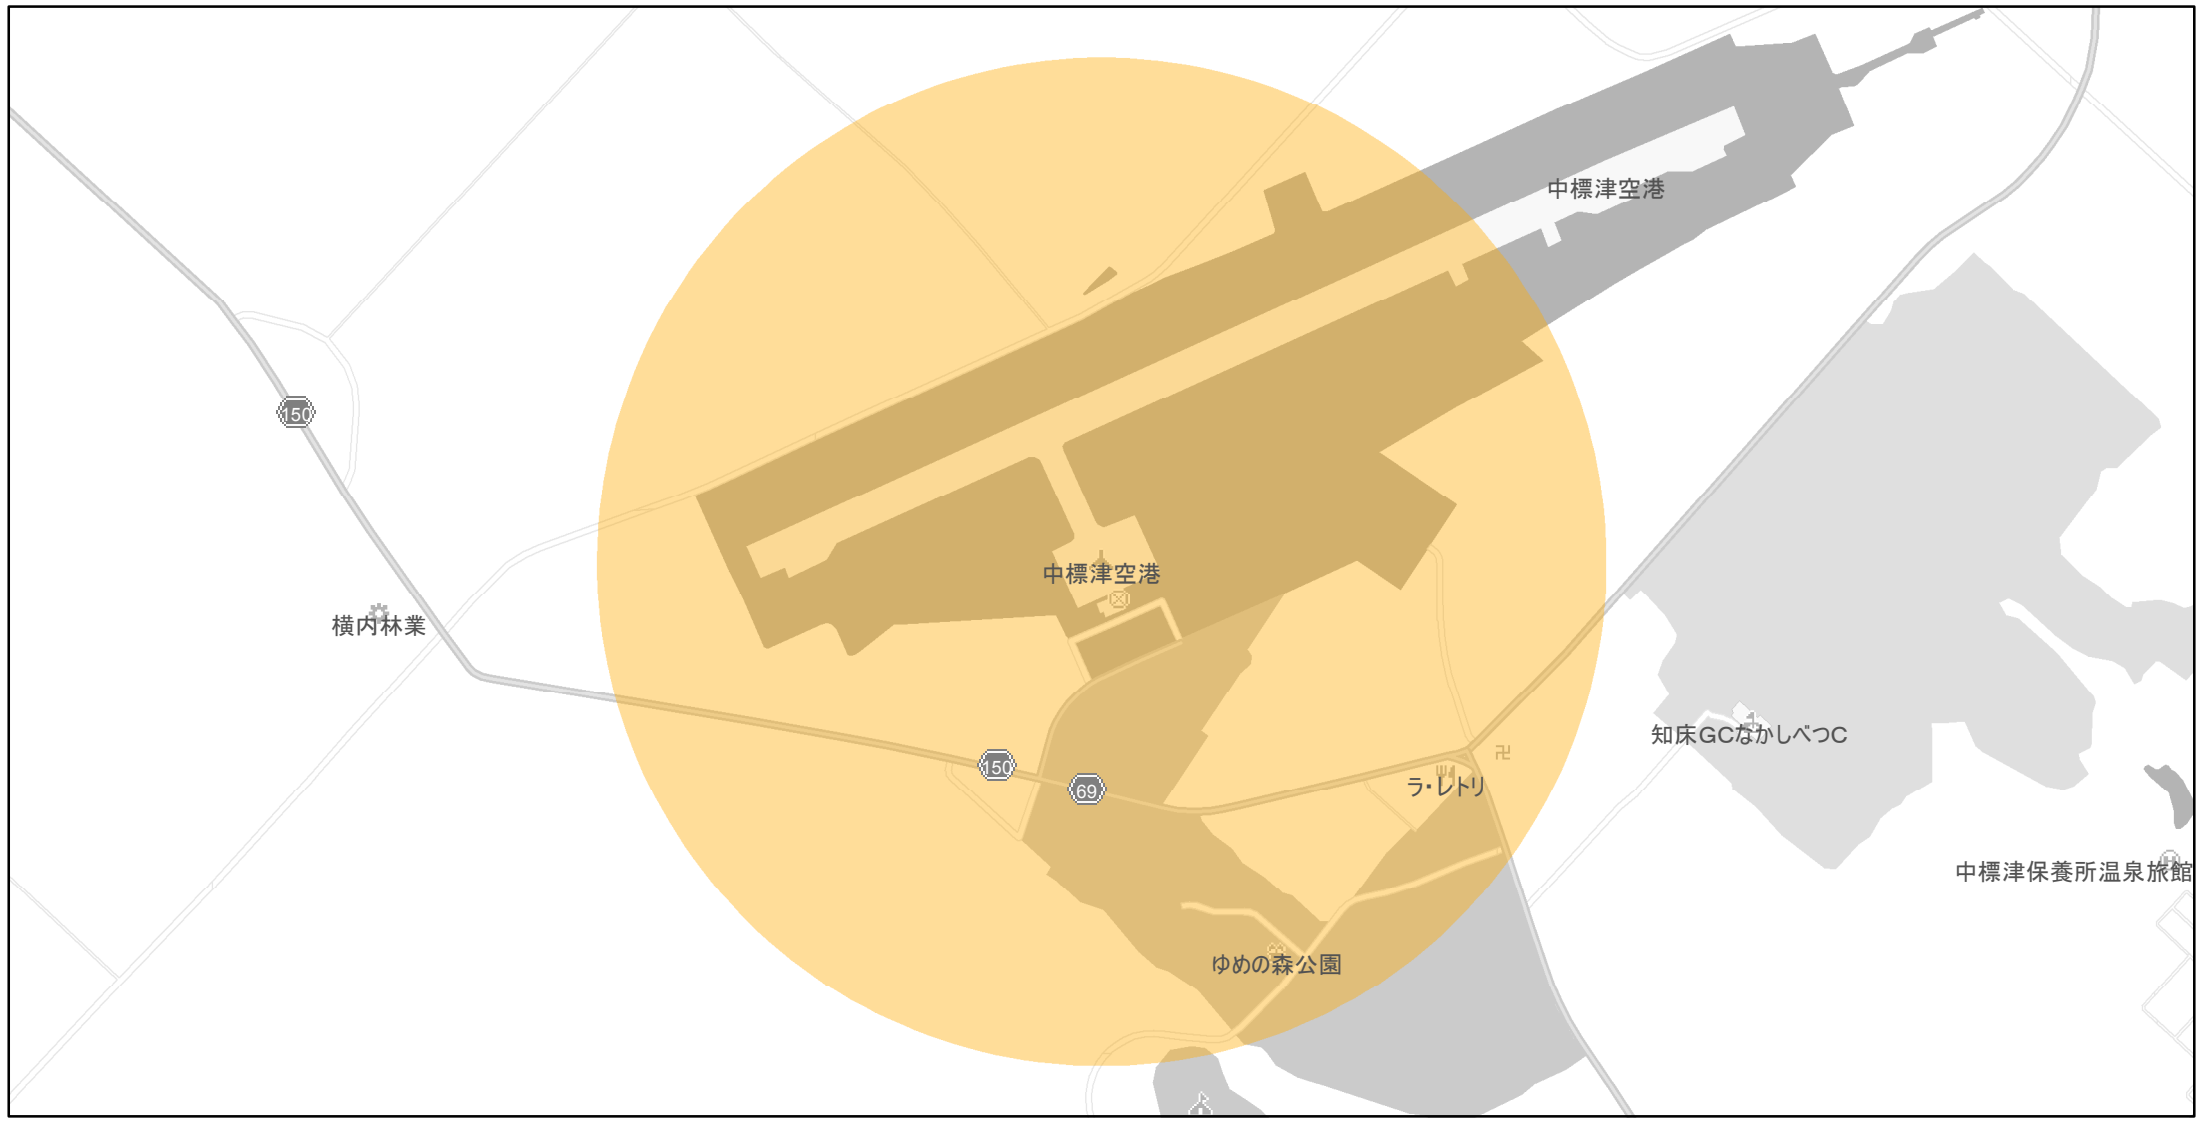 中標津空港
150
中標津空港
横内林業
知床GCなかしべつC
150
69
ラ・レトリ
中標津保養所温泉旅館
ゆめの森公園